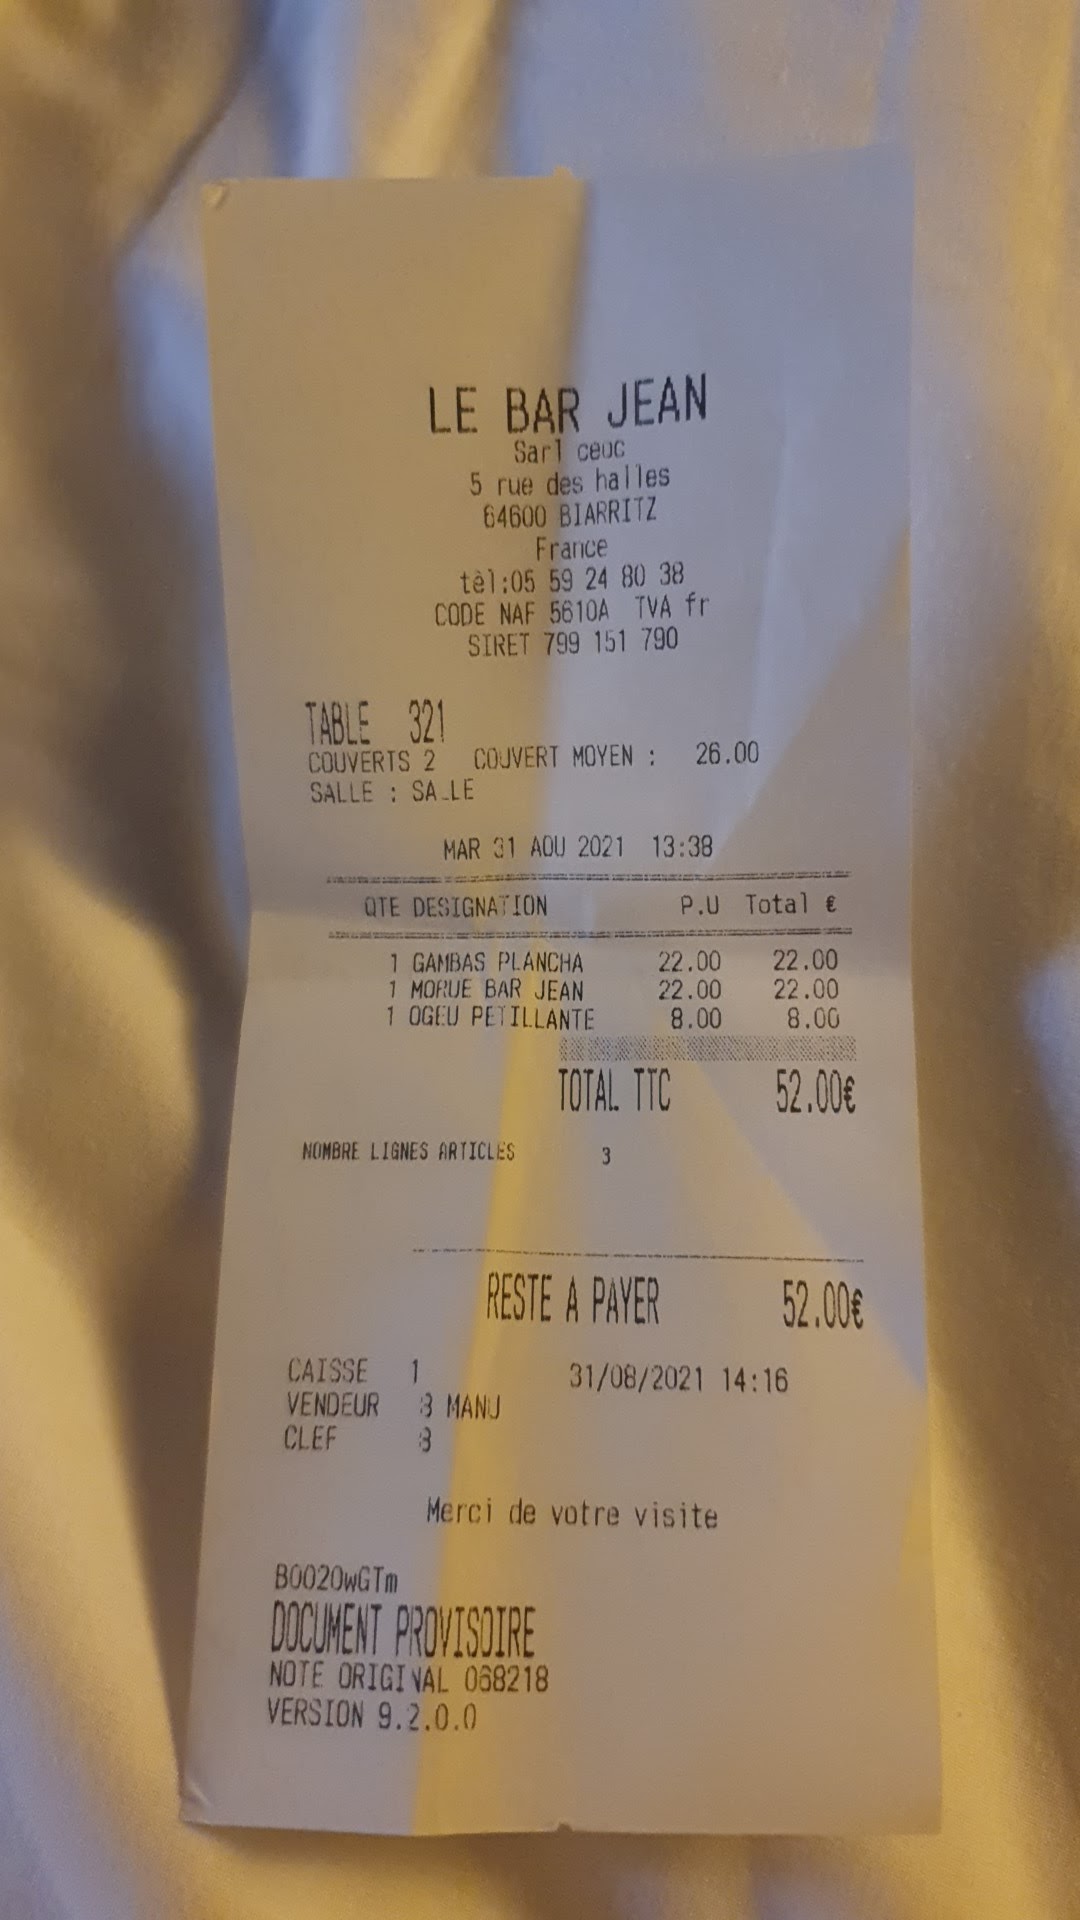 LE BAR JEAN
Sarl ceuc
5 rue des halles
64600 BIARRITZ
France
tèl:05 59 24 80 38
CODE NAF 5610A TVA fr
SIRET 799 151 790
TABLE 321
COUVERTS 2 COUVERT MOYEN : 26.00
SALLE : SALLE
MAR 31 AOU 2021 13:38
QTE DESIGNATION P.U Total €
1 GAMBAS PLANCHA 22.00 22.00
1 MORUE BAR JEAN 22.00 22.00
1 OGEU PETILLANTE 8.00 8.00
TOTAL TTC 52.00€
NOMBRE LIGNES ARTICLES 3
RESTE A PAYER 52.00€
CAISSE 1 31/08/2021 14:16
VENDEUR 8 MANU
CLEF 8
Merci de votre visite
B0020wGTm
DOCUMENT PROVISOIRE
NOTE ORIGINAL 068218
VERSION 9.2.0.0